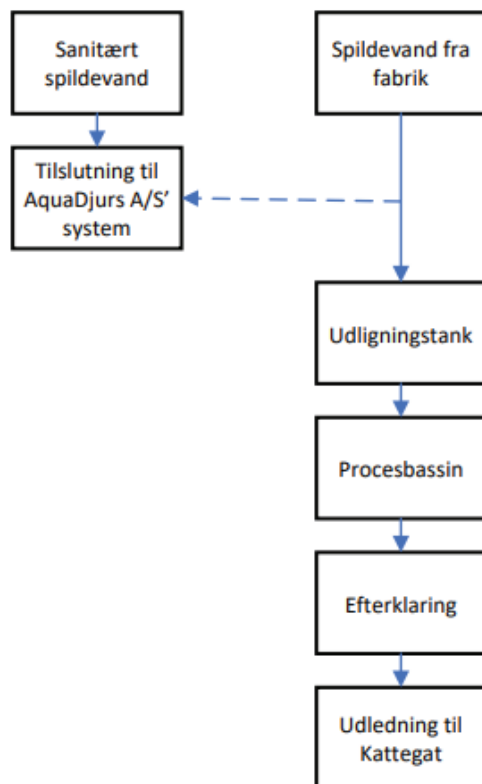 Sanitært
spildevand
Spildevand fra
fabrik
Tilslutning til
AquaDjurs A/S’
system
Udligningstank
Procesbassin
Efterklaring
Udledning til
Kattegat